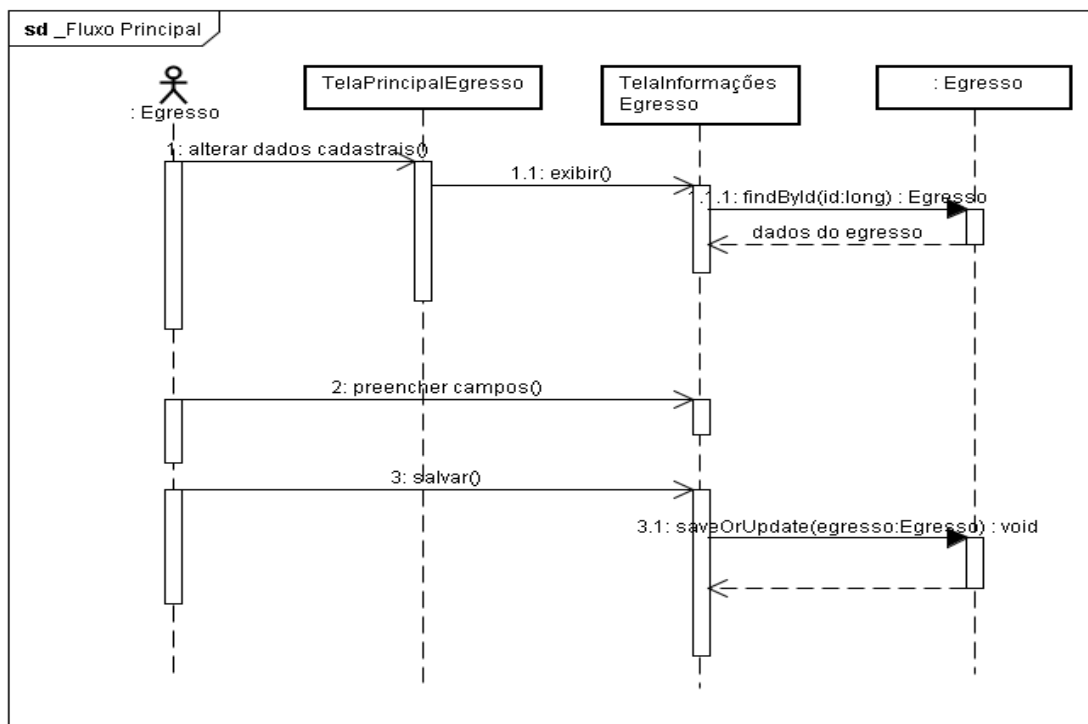 sd _Fluxo Principal
: Egresso
TelaPrincipalEgresso
TelaInformações
Egresso
: Egresso
1: alterar dados cadastrais()
1.1: exibir()
1.1.1: findById(id:long) : Egresso
dados do egresso
2: preencher campos()
3: salvar()
3.1: saveOrUpdate(egresso:Egresso) : void